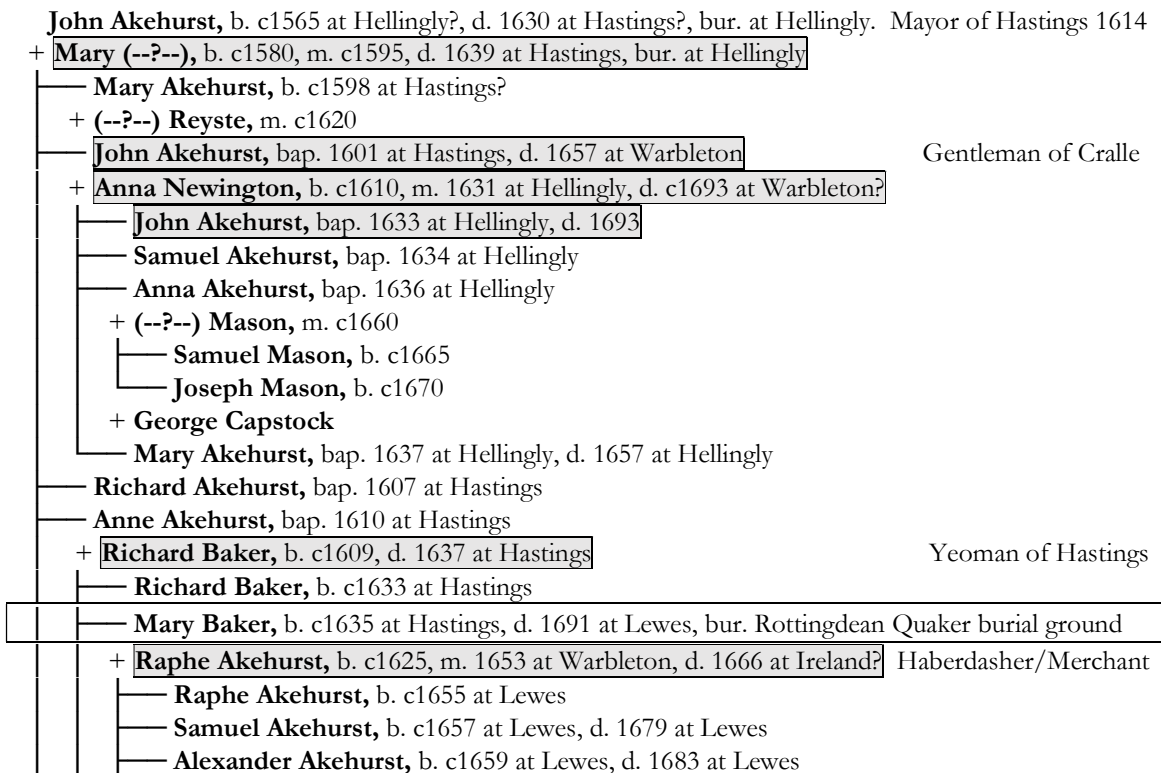 John Akehurst, b. c1565 at Hellingly?, d. 1630 at Hastings?, bur. at Hellingly. Mayor of Hastings 1614
+ Mary (--?--), b. c1580, m. c1595, d. 1639 at Hastings, bur. at Hellingly
Mary Akehurst, b. c1598 at Hastings?
+ (--?--) Reyste, m. c1620
John Akehurst, bap. 1601 at Hastings, d. 1657 at Warbleton Gentleman of Cralle
+ Anna Newington, b. c1610, m. 1631 at Hellingly, d. c1693 at Warbleton?
John Akehurst, bap. 1633 at Hellingly, d. 1693
Samuel Akehurst, bap. 1634 at Hellingly
Anna Akehurst, bap. 1636 at Hellingly
+ (--?--) Mason, m. c1660
Samuel Mason, b. c1665
Joseph Mason, b. c1670
+ George Capstock
Mary Akehurst, bap. 1637 at Hellingly, d. 1657 at Hellingly
Richard Akehurst, bap. 1607 at Hastings
Anne Akehurst, bap. 1610 at Hastings
+ Richard Baker, b. c1609, d. 1637 at Hastings Yeoman of Hastings
Richard Baker, b. c1633 at Hastings
Mary Baker, b. c1635 at Hastings, d. 1691 at Lewes, bur. Rottingdean Quaker burial ground
+ Raphe Akehurst, b. c1625, m. 1653 at Warbleton, d. 1666 at Ireland? Haberdasher/Merchant
Raphe Akehurst, b. c1655 at Lewes
Samuel Akehurst, b. c1657 at Lewes, d. 1679 at Lewes
Alexander Akehurst, b. c1659 at Lewes, d. 1683 at Lewes